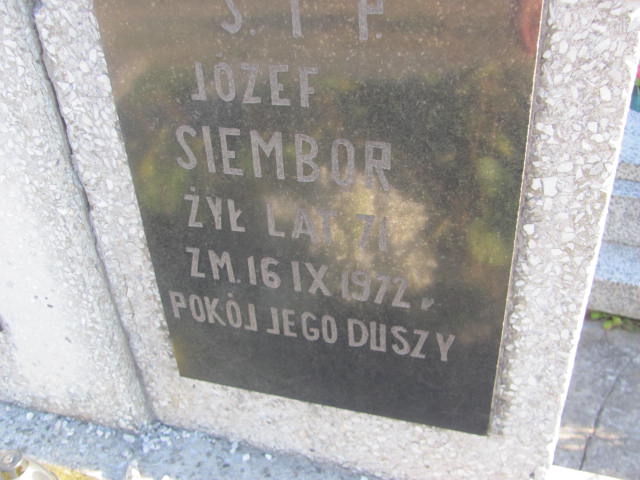 Ś. † P.
JÓZEF
SIEMBOR
ŻYŁ LAT 71
ZM. 16 IX 1972 r.
POKÓJ JEGO DUSZY